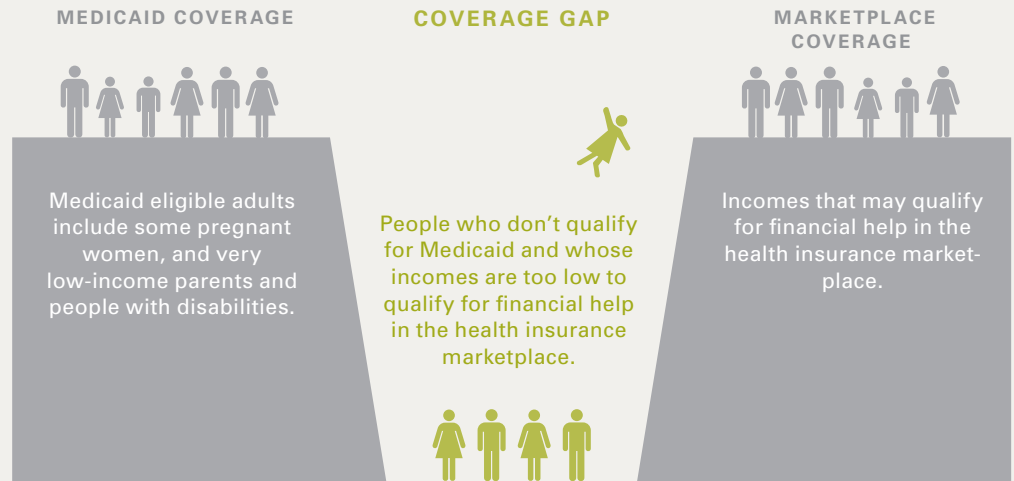 MEDICAID COVERAGE
Medicaid eligible adults
include some pregnant
women, and very
low-income parents and
people with disabilities.
COVERAGE GAP
People who don’t qualify
for Medicaid and whose
incomes are too low to
qualify for financial help
in the health insurance
marketplace.
MARKETPLACE
COVERAGE
Incomes that may qualify
for financial help in the
health insurance market-
place.